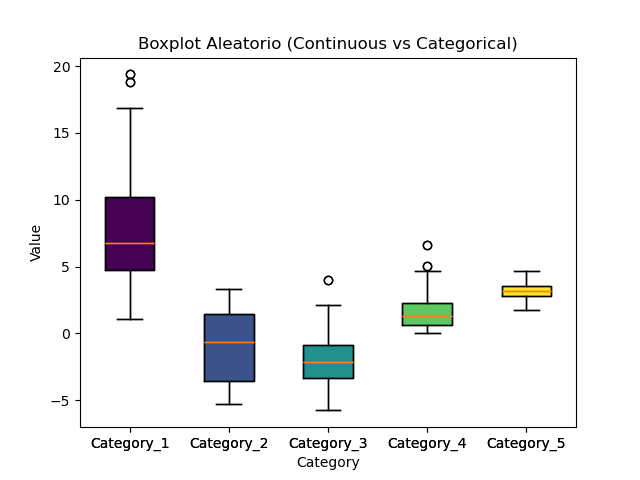 Boxplot Aleatorio (Continuous vs Categorical)
20
15
10
5
0
−5
Value
Category_1 Category_2 Category_3 Category_4 Category_5
Category